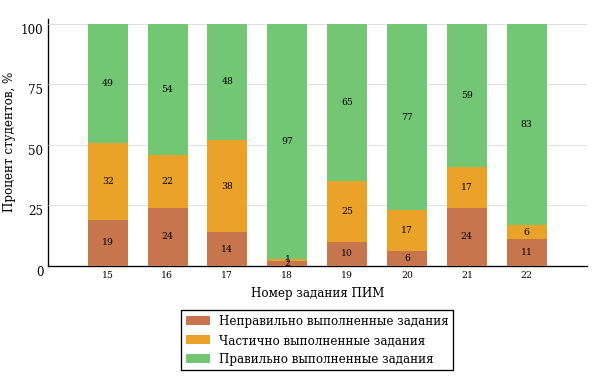 Процент студентов, %
100
75
50
25
0
49 54 48 97 65 77 59 83
32 22 38 1 25 17 17 6
19 24 14 2 10 6 24 11
15 16 17 18 19 20 21 22
Номер задания ПИМ
Неправильно выполненные задания
Частично выполненные задания
Правильно выполненные задания